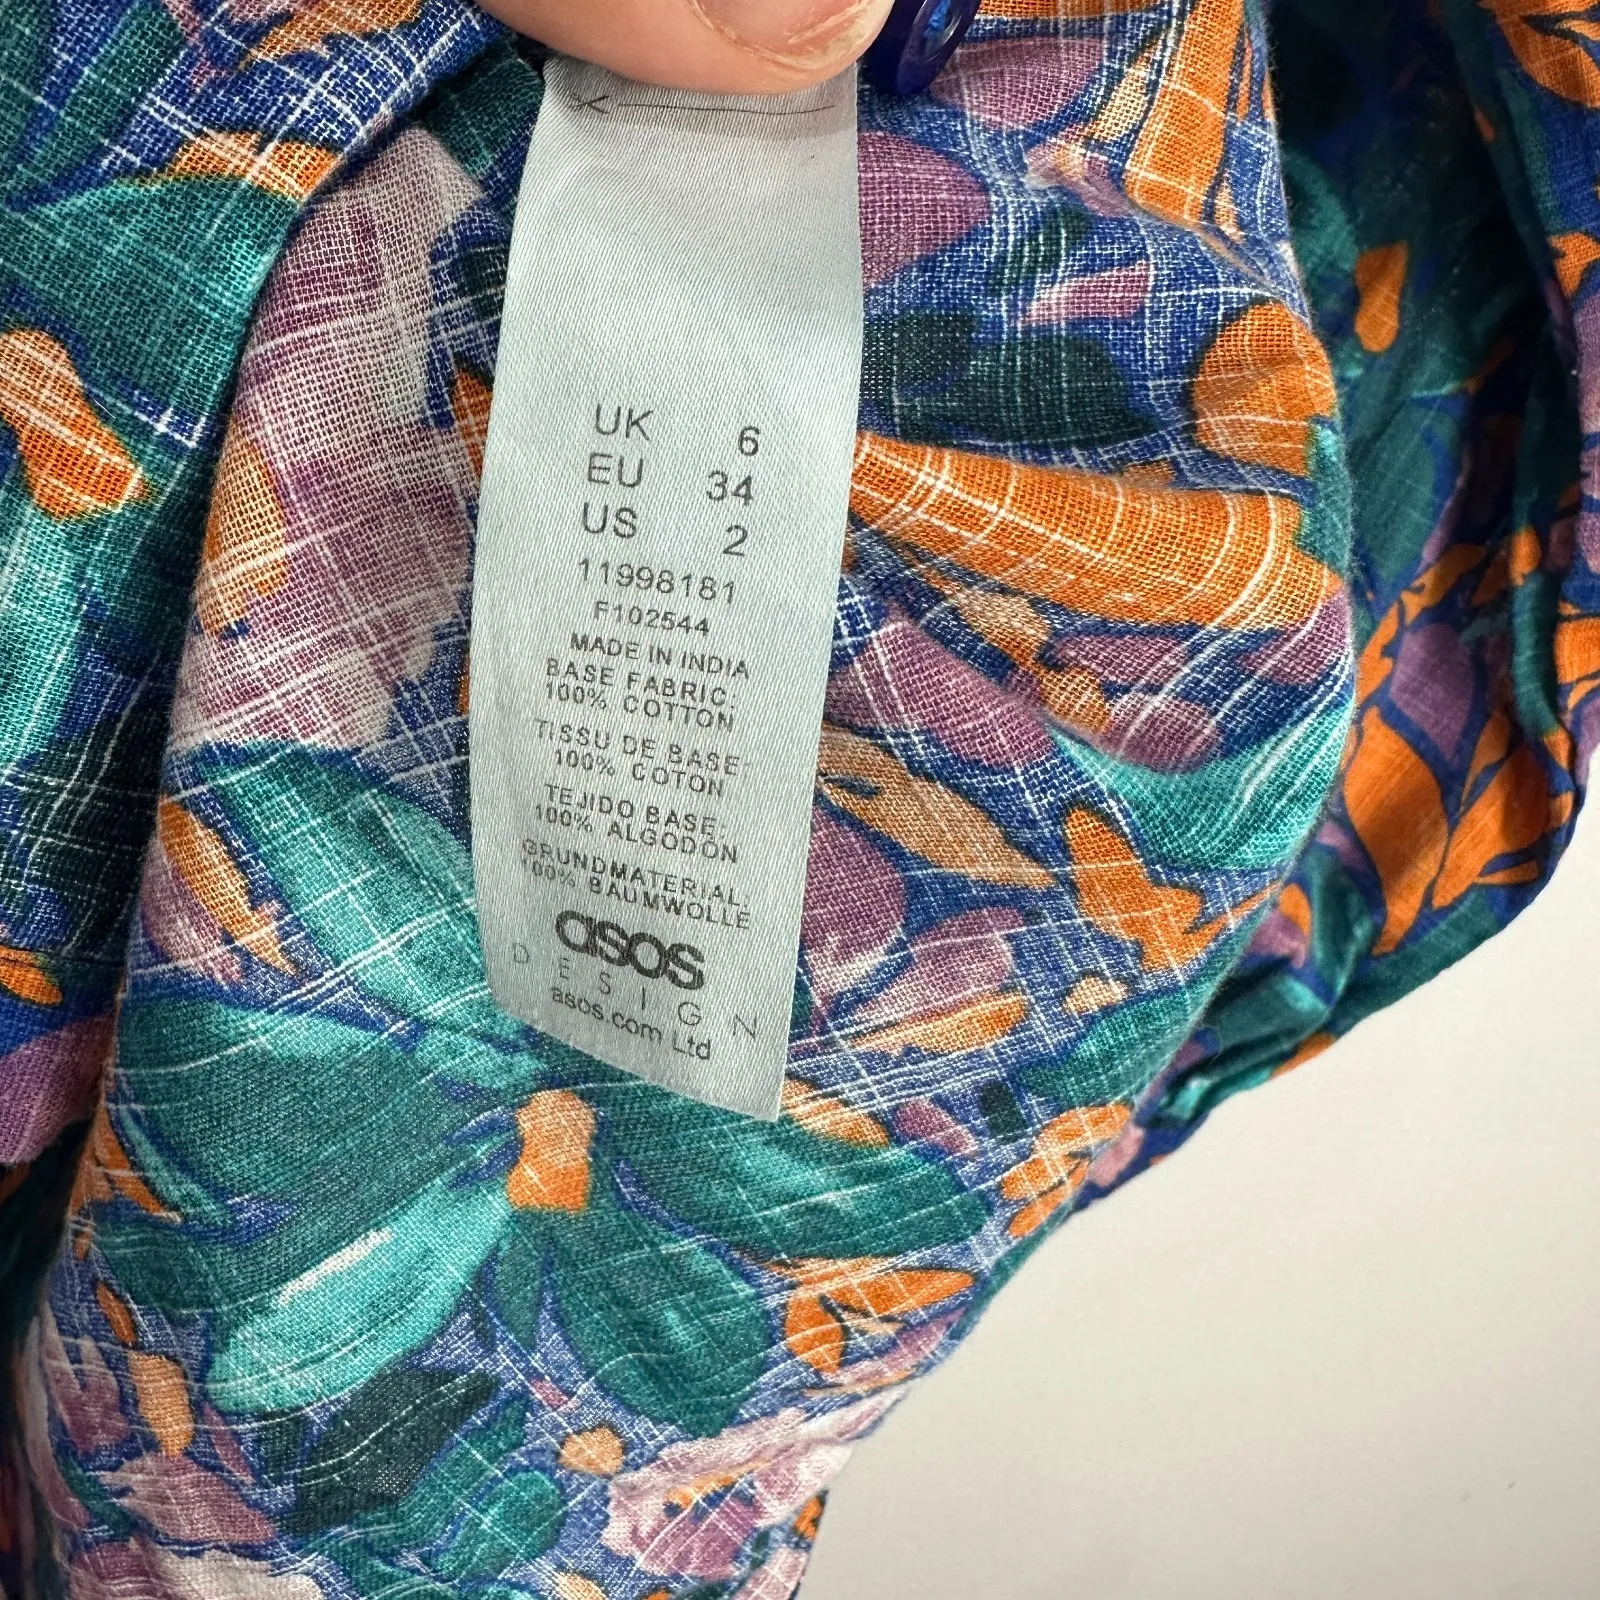 UK 6
EU 34
US 2
11998181
F102544
MADE IN INDIA
BASE FABRIC:
100% COTTON
TISSU DE BASE:
100% COTON
TEJIDO BASE:
100% ALGODÓN
GRUNDMATERIAL:
100% BAUMWOLLE
asos
DESIGN
asos.com Ltd